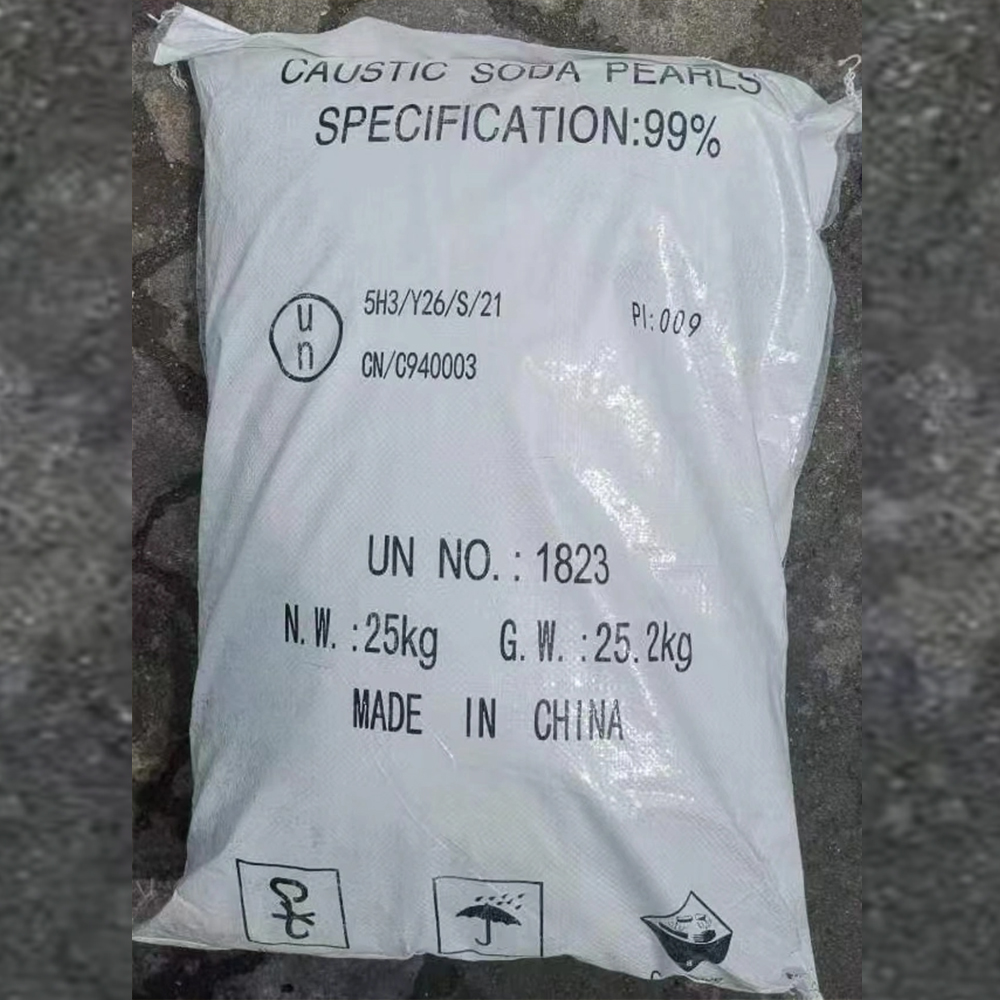 CAUSTIC SODA PEARLS
SPECIFICATION:99%
un
5H3/Y26/S/21
CN/C940003
PI:009
UN NO.: 1823
N.W.:25kg G.W.:25.2kg
MADE IN CHINA